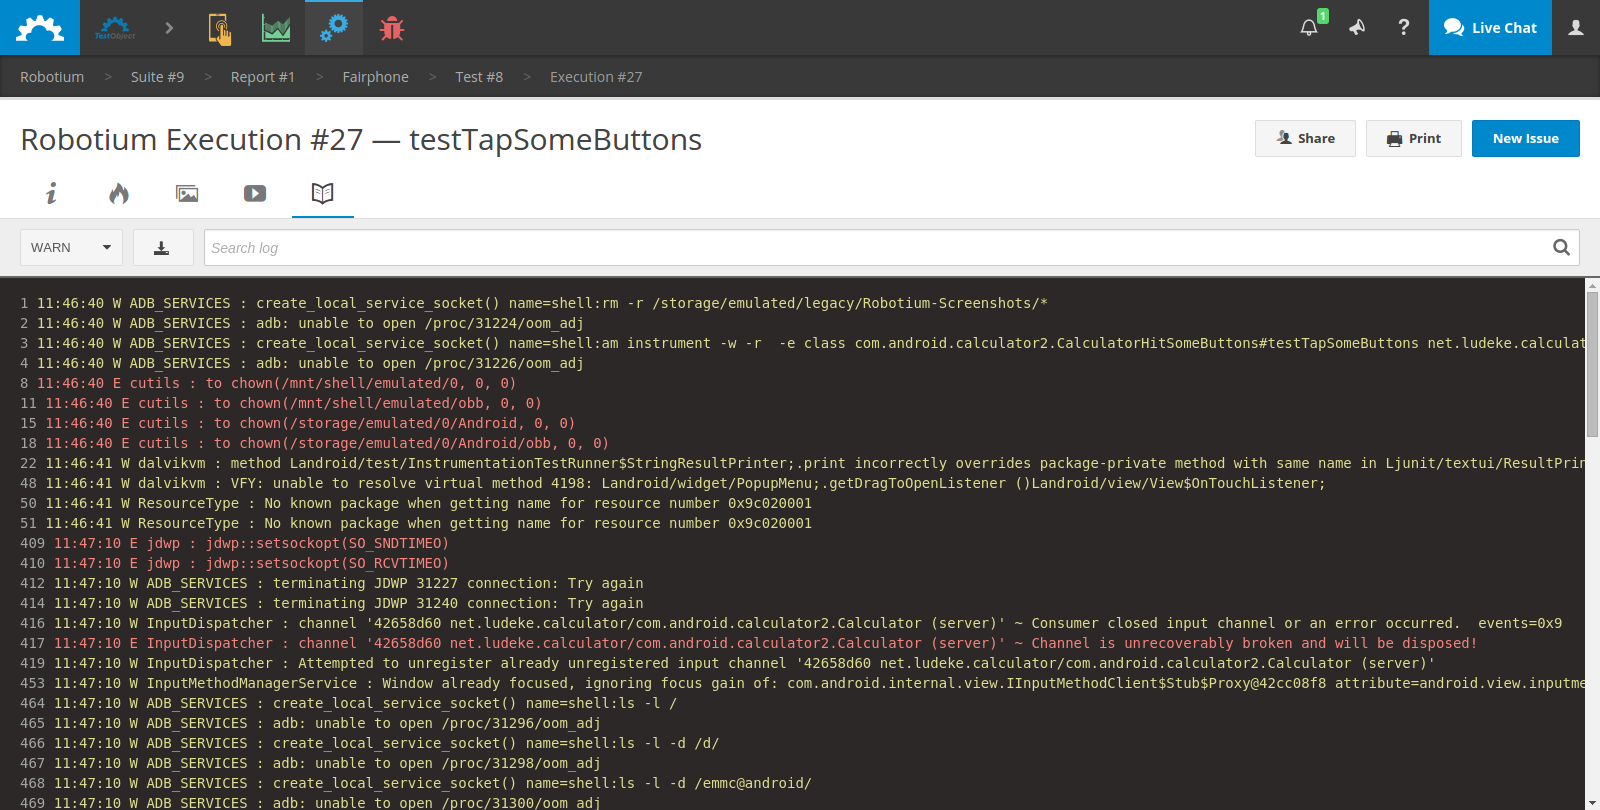 TestObject
1
Live Chat
Robotium > Suite #9 > Report #1 > Fairphone > Test #8 > Execution #27
Robotium Execution #27 — testTapSomeButtons
Share
Print
New Issue
WARN
Search log
1 11:46:40 W ADB_SERVICES : create_local_service_socket() name=shell:rm -r /storage/emulated/legacy/Robotium-Screenshots/*
2 11:46:40 W ADB_SERVICES : adb: unable to open /proc/31224/oom_adj
3 11:46:40 W ADB_SERVICES : create_local_service_socket() name=shell:am instrument -w -r  -e class com.android.calculator2.CalculatorHitSomeButtons#testTapSomeButtons net.ludeke.calculat
4 11:46:40 W ADB_SERVICES : adb: unable to open /proc/31226/oom_adj
8 11:46:40 E cutils : to chown(/mnt/shell/emulated/0, 0, 0)
11 11:46:40 E cutils : to chown(/mnt/shell/emulated/obb, 0, 0)
15 11:46:40 E cutils : to chown(/storage/emulated/0/Android, 0, 0)
18 11:46:40 E cutils : to chown(/storage/emulated/0/Android/obb, 0, 0)
22 11:46:41 W dalvikvm : method Landroid/test/InstrumentationTestRunner$StringResultPrinter;.print incorrectly overrides package-private method with same name in Ljunit/textui/ResultPrin
48 11:46:41 W dalvikvm : VFY: unable to resolve virtual method 4198: Landroid/widget/PopupMenu;.getDragToOpenListener ()Landroid/view/View$OnTouchListener;
50 11:46:41 W ResourceType : No known package when getting name for resource number 0x9c020001
51 11:46:41 W ResourceType : No known package when getting name for resource number 0x9c020001
409 11:47:10 E jdwp : jdwp::setsockopt(SO_SNDTIMEO)
410 11:47:10 E jdwp : jdwp::setsockopt(SO_RCVTIMEO)
412 11:47:10 W ADB_SERVICES : terminating JDWP 31227 connection: Try again
414 11:47:10 W ADB_SERVICES : terminating JDWP 31240 connection: Try again
416 11:47:10 W InputDispatcher : channel '42658d60 net.ludeke.calculator/com.android.calculator2.Calculator (server)' ~ Consumer closed input channel or an error occurred.  events=0x9
417 11:47:10 E InputDispatcher : channel '42658d60 net.ludeke.calculator/com.android.calculator2.Calculator (server)' ~ Channel is unrecoverably broken and will be disposed!
419 11:47:10 W InputDispatcher : Attempted to unregister already unregistered input channel '42658d60 net.ludeke.calculator/com.android.calculator2.Calculator (server)'
453 11:47:10 W InputMethodManagerService : Window already focused, ignoring focus gain of: com.android.internal.view.IInputMethodClient$Stub$Proxy@42cc08f8 attribute=android.view.inputme
464 11:47:10 W ADB_SERVICES : create_local_service_socket() name=shell:ls -l /
465 11:47:10 W ADB_SERVICES : adb: unable to open /proc/31296/oom_adj
466 11:47:10 W ADB_SERVICES : create_local_service_socket() name=shell:ls -l -d /d/
467 11:47:10 W ADB_SERVICES : adb: unable to open /proc/31298/oom_adj
468 11:47:10 W ADB_SERVICES : create_local_service_socket() name=shell:ls -l -d /emmc@android/
469 11:47:10 W ADB_SERVICES : adb: unable to open /proc/31300/oom_adj